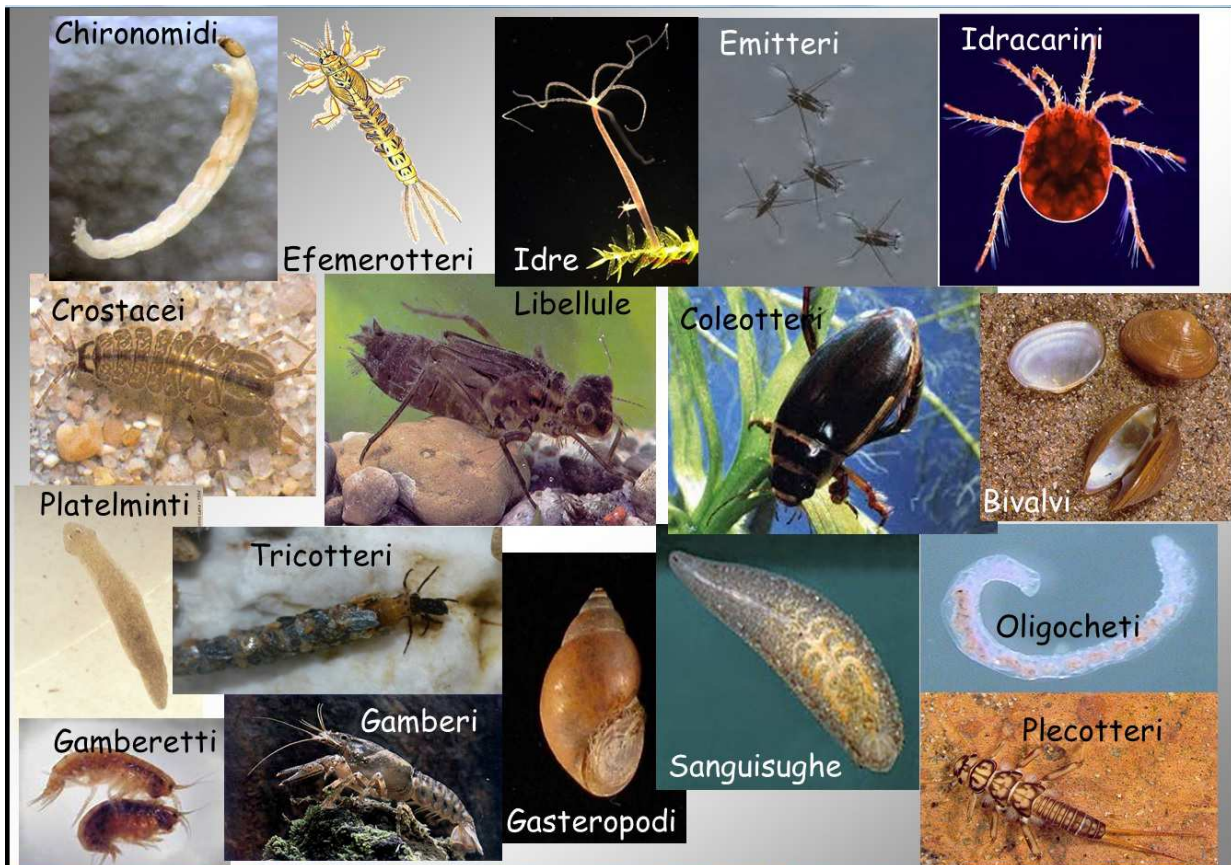 Chironomidi
Efemerotteri
Idre
Emitteri
Idracarini
Crostacei
Libellule
Coleotteri
Bivalvi
Platelminti
Tricotteri
Gasteropodi
Sanguisughe
Oligocheti
Gamberetti
Gamberi
Plecotteri